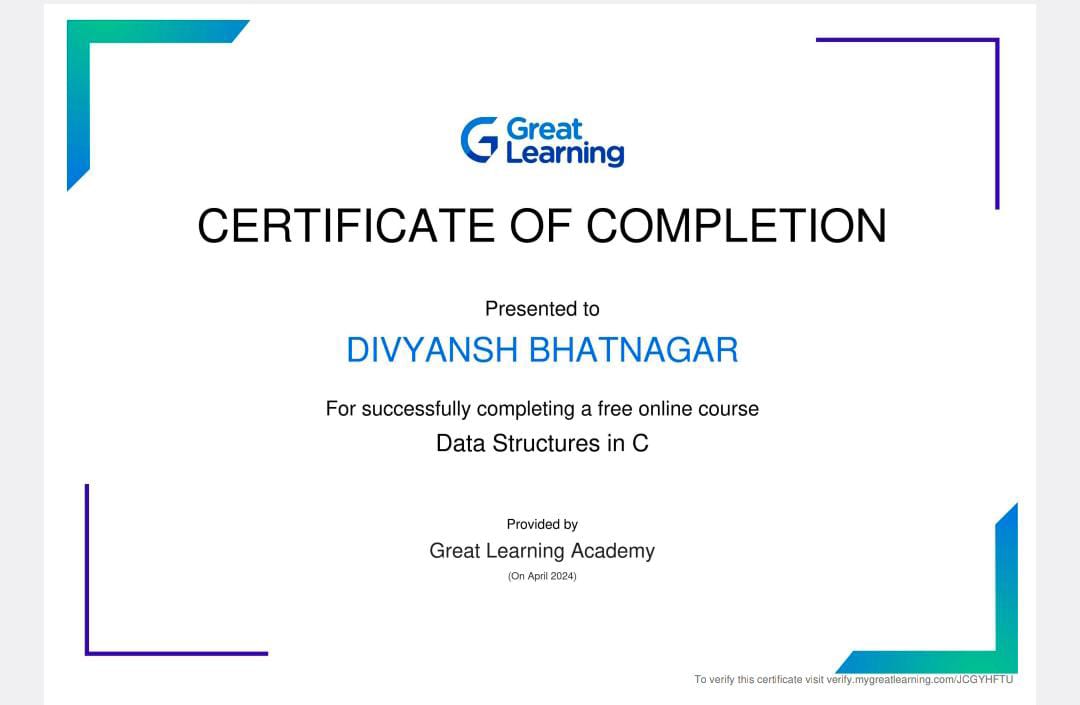 Great
Learning
CERTIFICATE OF COMPLETION
Presented to
DIVYANSH BHATNAGAR
For successfully completing a free online course
Data Structures in C
Provided by
Great Learning Academy
(On April 2024)
To verify this certificate visit verify.mygreatlearning.com/JCGYHFTU